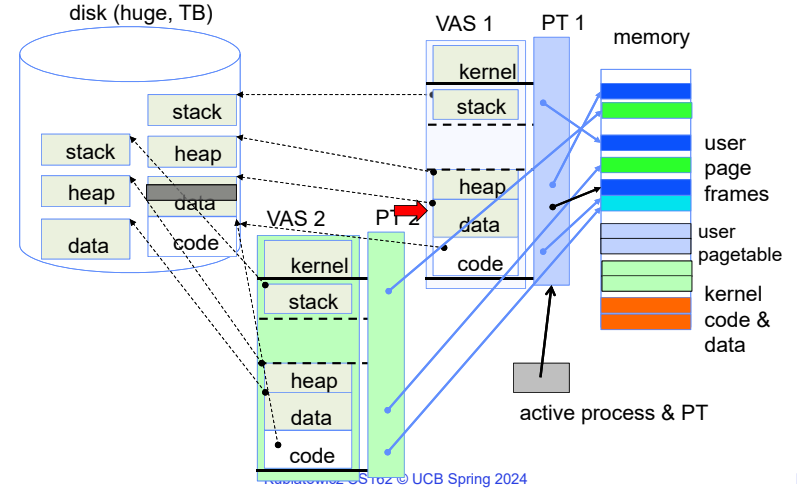 disk (huge, TB)
VAS 1
PT 1
memory
kernel
stack
heap
data
code
stack
heap
data
code
stack
heap
data
VAS 2
PT 2
kernel
stack
heap
data
code
user
page
frames
user
pagetable
kernel
code &
data
active process & PT
Kubiatowicz CS162 © UCB Spring 2024